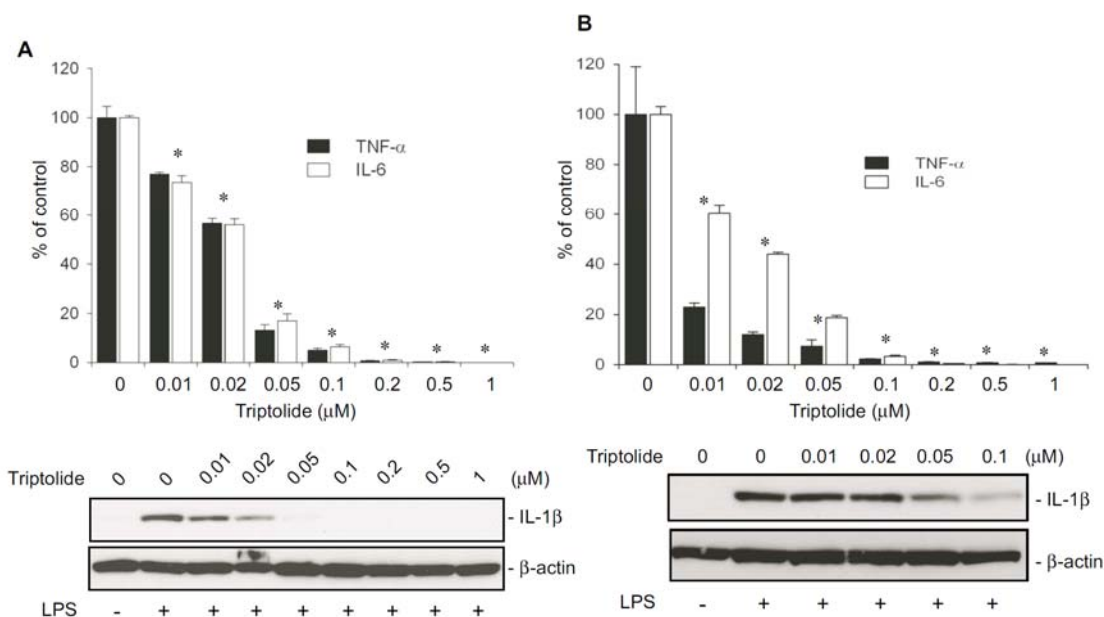 A
120
100
80
60
40
20
0
% of control
TNF-α
IL-6
* * * * * * *
0 0.01 0.02 0.05 0.1 0.2 0.5 1
Triptolide (μM)
Triptolide 0 0 0.01 0.02 0.05 0.1 0.2 0.5 1 (μM)
- IL-1β
- β-actin
LPS - + + + + + + + +
B
120
100
80
60
40
20
0
% of control
TNF-α
IL-6
* * * * * * *
0 0.01 0.02 0.05 0.1 0.2 0.5 1
Triptolide (μM)
Triptolide 0 0 0.01 0.02 0.05 0.1 (μM)
- IL-1β
- β-actin
LPS - + + + + +